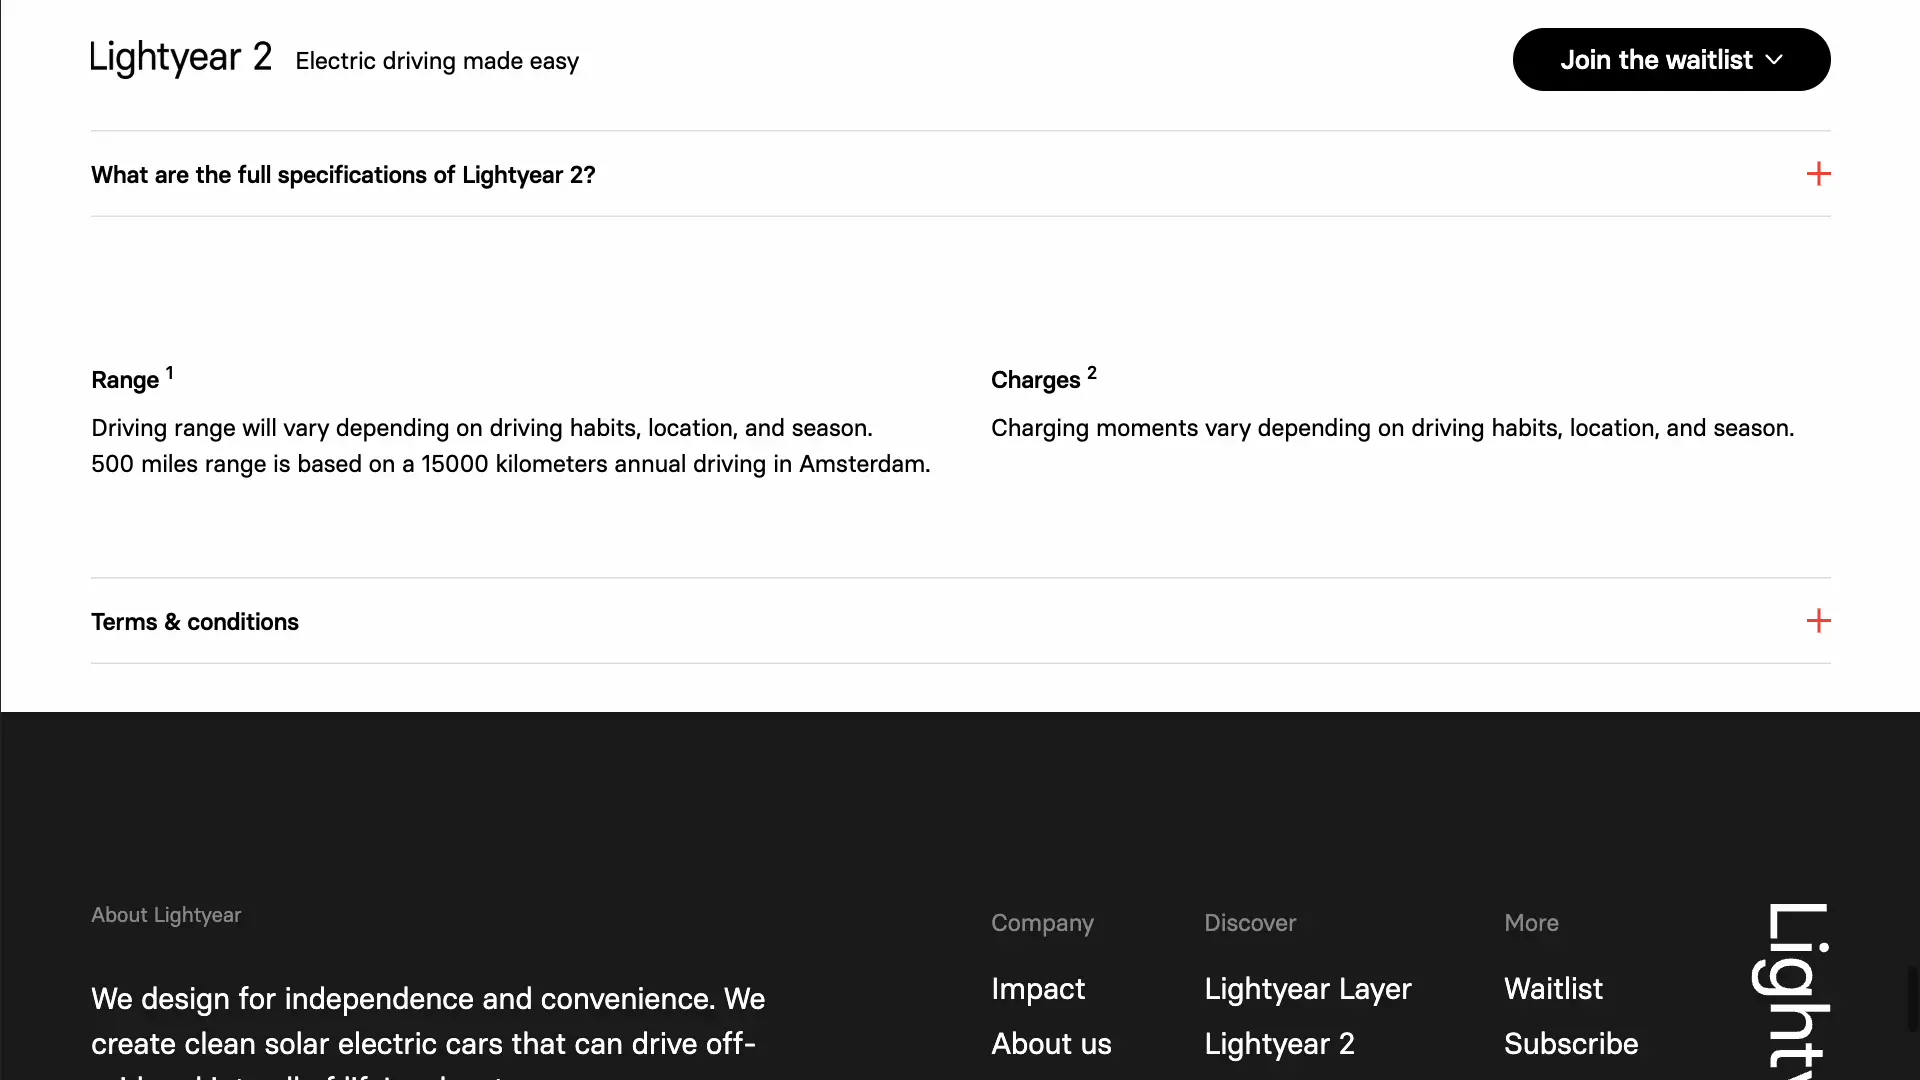 Lightyear 2 Electric driving made easy
Join the waitlist
What are the full specifications of Lightyear 2?
Range 1
Driving range will vary depending on driving habits, location, and season.
500 miles range is based on a 15000 kilometers annual driving in Amsterdam.
Charges 2
Charging moments vary depending on driving habits, location, and season.
Terms & conditions
About Lightyear
We design for independence and convenience. We
create clean solar electric cars that can drive off-
Company
Impact
About us
Discover
Lightyear Layer
Lightyear 2
More
Waitlist
Subscribe
Lighty